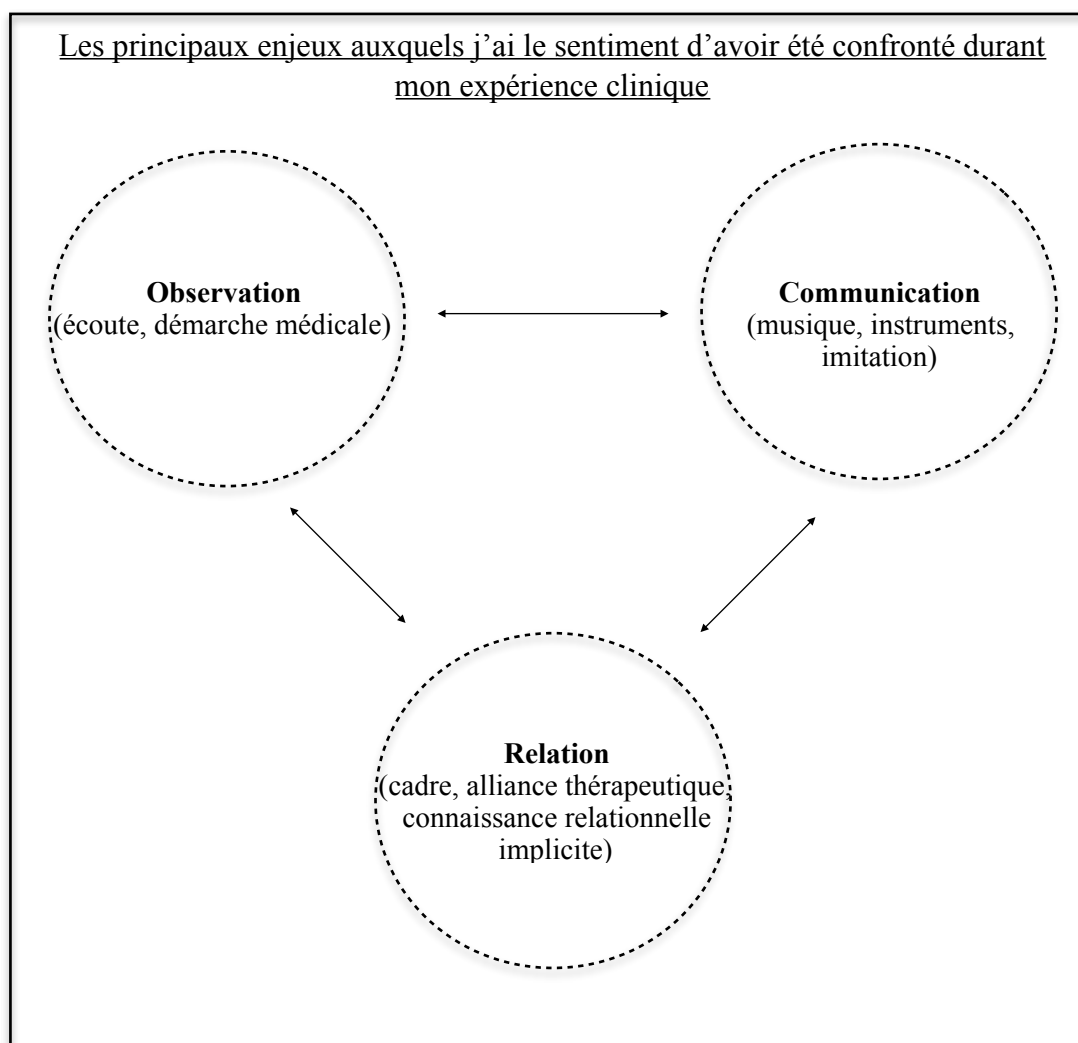 Les principaux enjeux auxquels j’ai le sentiment d’avoir été confronté durant
mon expérience clinique
Observation
(écoute, démarche médicale)
Communication
(musique, instruments,
imitation)
Relation
(cadre, alliance thérapeutique,
connaissance relationnelle
implicite)